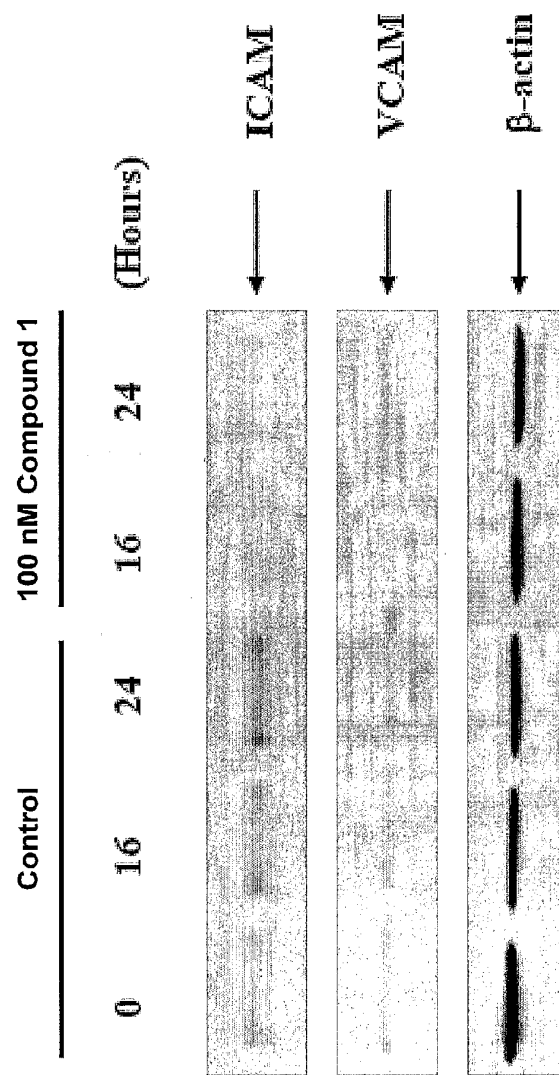 Control 100 nM Compound 1
0 16 24 16 24 (Hours)
ICAM
VCAM
β-actin